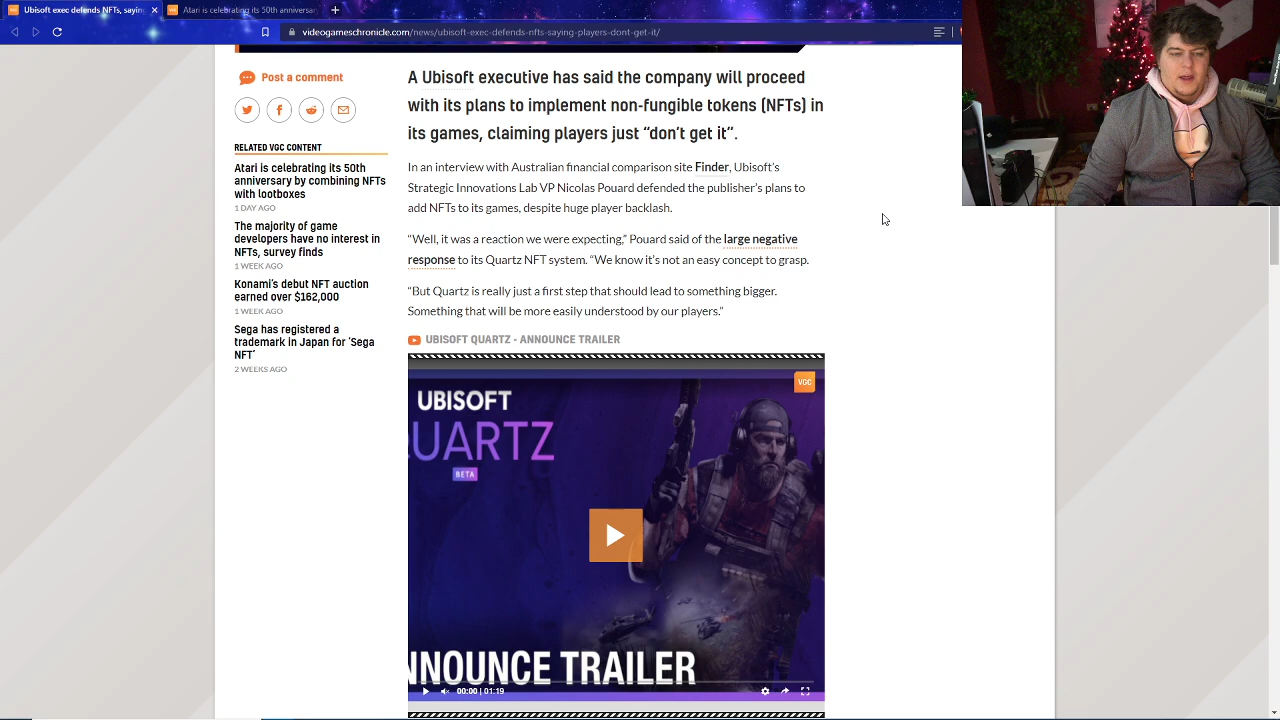 Ubisoft exec defends NFTs, sayin
Atari is celebrating its 50th anniversar
videogameschronicle.com/news/ubisoft-exec-defends-nfts-saying-players-dont-get-it/
Post a comment
RELATED VGC CONTENT
Atari is celebrating its 50th
anniversary by combining NFTs
with lootboxes
1 DAY AGO
The majority of game
developers have no interest in
NFTs, survey finds
1 WEEK AGO
Konami's debut NFT auction
earned over $162,000
1 WEEK AGO
Sega has registered a
trademark in Japan for 'Sega
NFT'
2 WEEKS AGO
A Ubisoft executive has said the company will proceed
with its plans to implement non-fungible tokens (NFTs) in
its games, claiming players just “don't get it”.
In an interview with Australian financial comparison site Finder, Ubisoft's
Strategic Innovations Lab VP Nicolas Pouard defended the publisher's plans to
add NFTs to its games, despite huge player backlash.
“Well, it was a reaction we were expecting,” Pouard said of the large negative
response to its Quartz NFT system. “We know it's not an easy concept to grasp.
“But Quartz is really just a first step that should lead to something bigger.
Something that will be more easily understood by our players.”
UBISOFT QUARTZ - ANNOUNCE TRAILER
VGC
UBISOFT
QUARTZ
BETA
NNOUNCE TRAILER
00:00 | 01:19